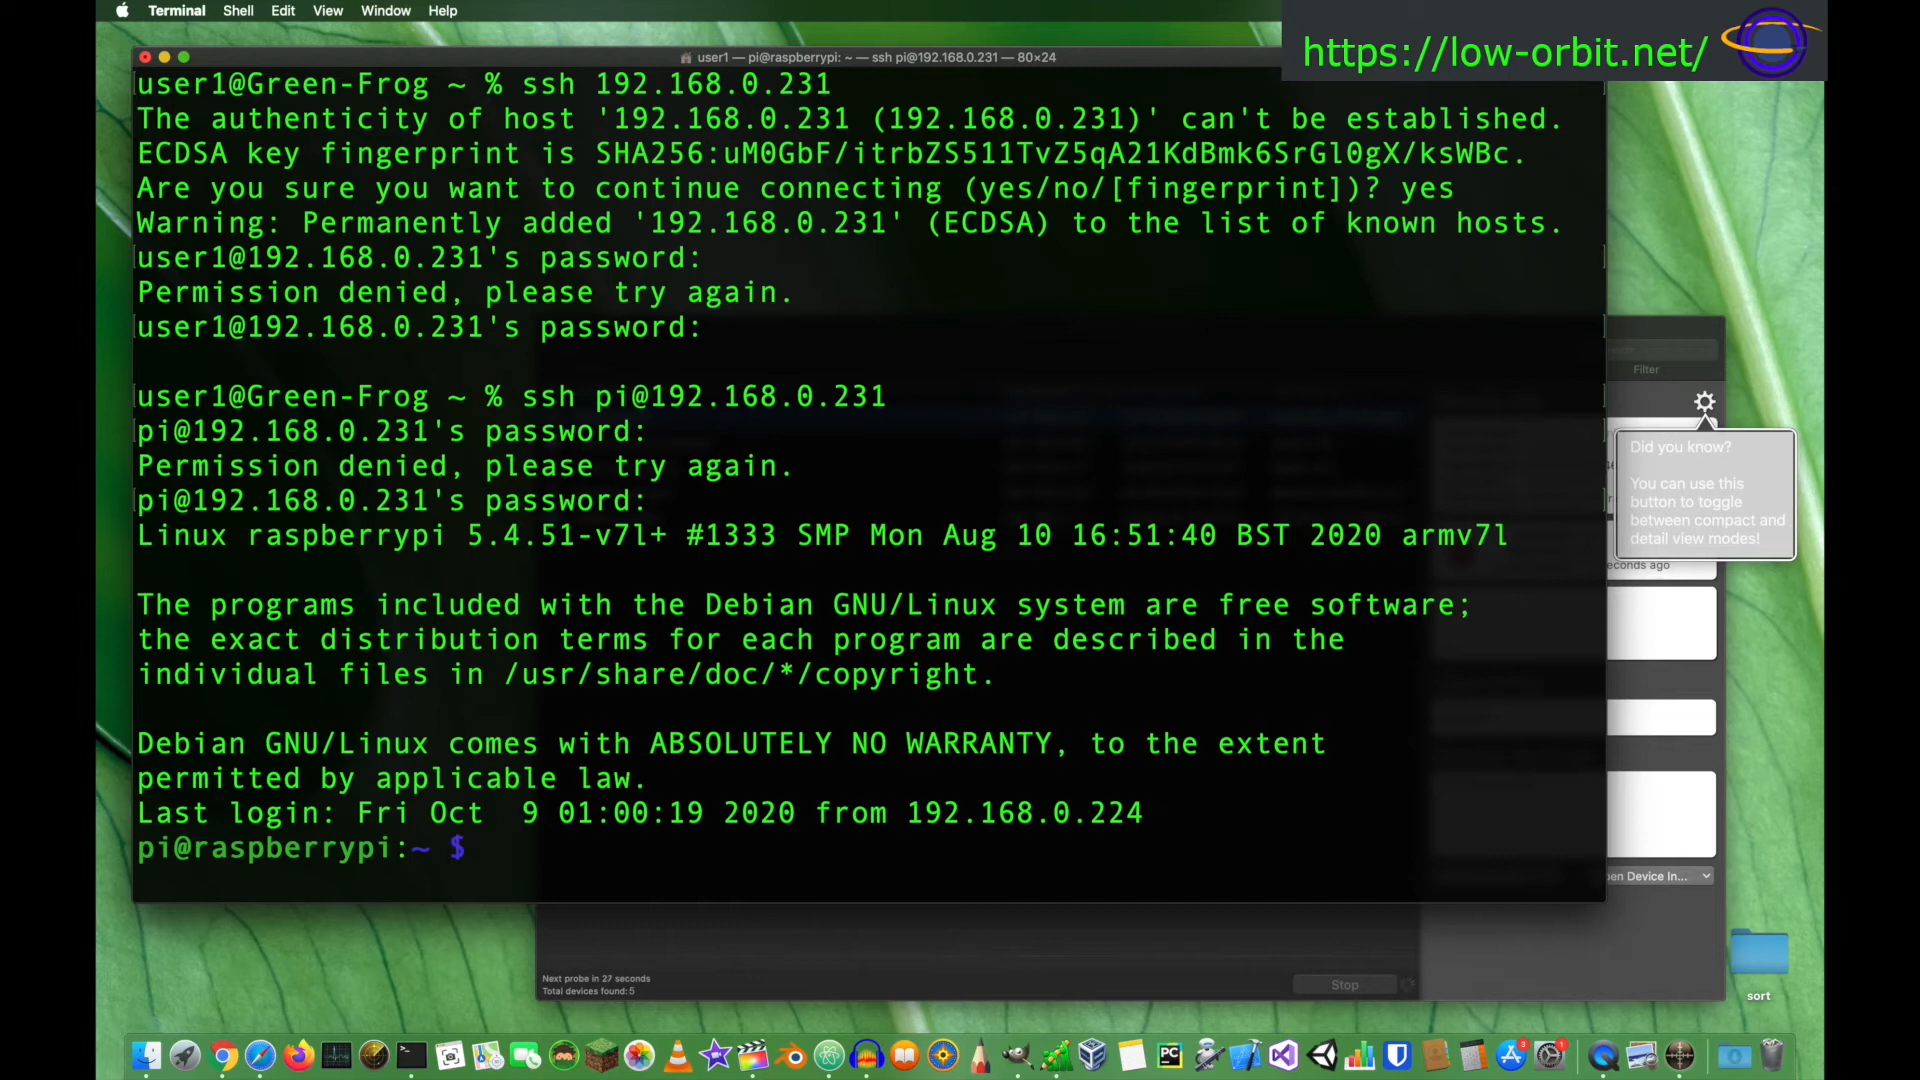 Terminal Shell Edit View Window Help
https://low-orbit.net/
user1 — pi@raspberrypi: ~ — ssh pi@192.168.0.231 — 80×24
user1@Green-Frog ~ % ssh 192.168.0.231
The authenticity of host '192.168.0.231 (192.168.0.231)' can't be established.
ECDSA key fingerprint is SHA256:uM0GbF/itrbZS511TvZ5qA21KdBmk6SrGl0gX/ksWBc.
Are you sure you want to continue connecting (yes/no/[fingerprint])? yes
Warning: Permanently added '192.168.0.231' (ECDSA) to the list of known hosts.
user1@192.168.0.231's password:
Permission denied, please try again.
user1@192.168.0.231's password:
user1@Green-Frog ~ % ssh pi@192.168.0.231
pi@192.168.0.231's password:
Permission denied, please try again.
pi@192.168.0.231's password:
Linux raspberrypi 5.4.51-v7l+ #1333 SMP Mon Aug 10 16:51:40 BST 2020 armv7l
The programs included with the Debian GNU/Linux system are free software;
the exact distribution terms for each program are described in the
individual files in /usr/share/doc/*/copyright.
Debian GNU/Linux comes with ABSOLUTELY NO WARRANTY, to the extent
permitted by applicable law.
Last login: Fri Oct  9 01:00:19 2020 from 192.168.0.224
pi@raspberrypi:~ $
Filter
Did you know?
You can use this
button to toggle
between compact and
detail view modes!
econds ago
pen Device In...
Next probe in 27 seconds
Total devices found: 5
Stop
sort
PC
3
1